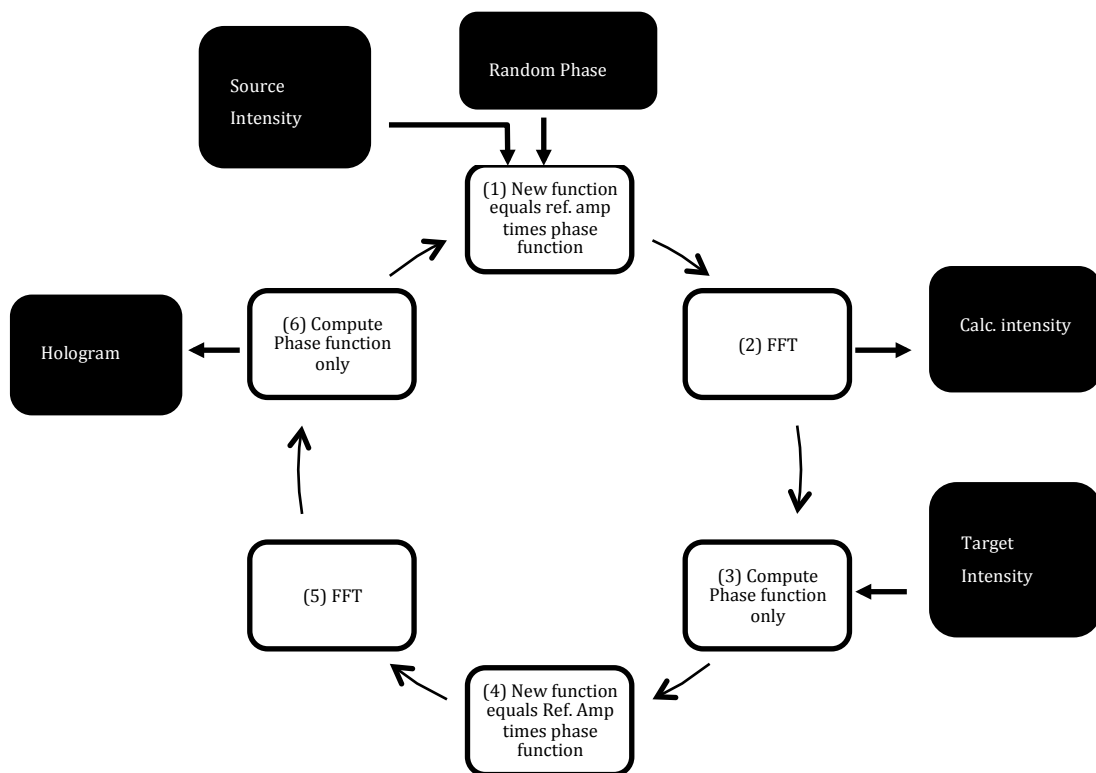 Source
Intensity
Random Phase
(1) New function
equals ref. amp
times phase
function
(2) FFT
Calc. intensity
(3) Compute
Phase function
only
Target
Intensity
(4) New function
equals Ref. Amp
times phase
function
(5) FFT
(6) Compute
Phase function
only
Hologram